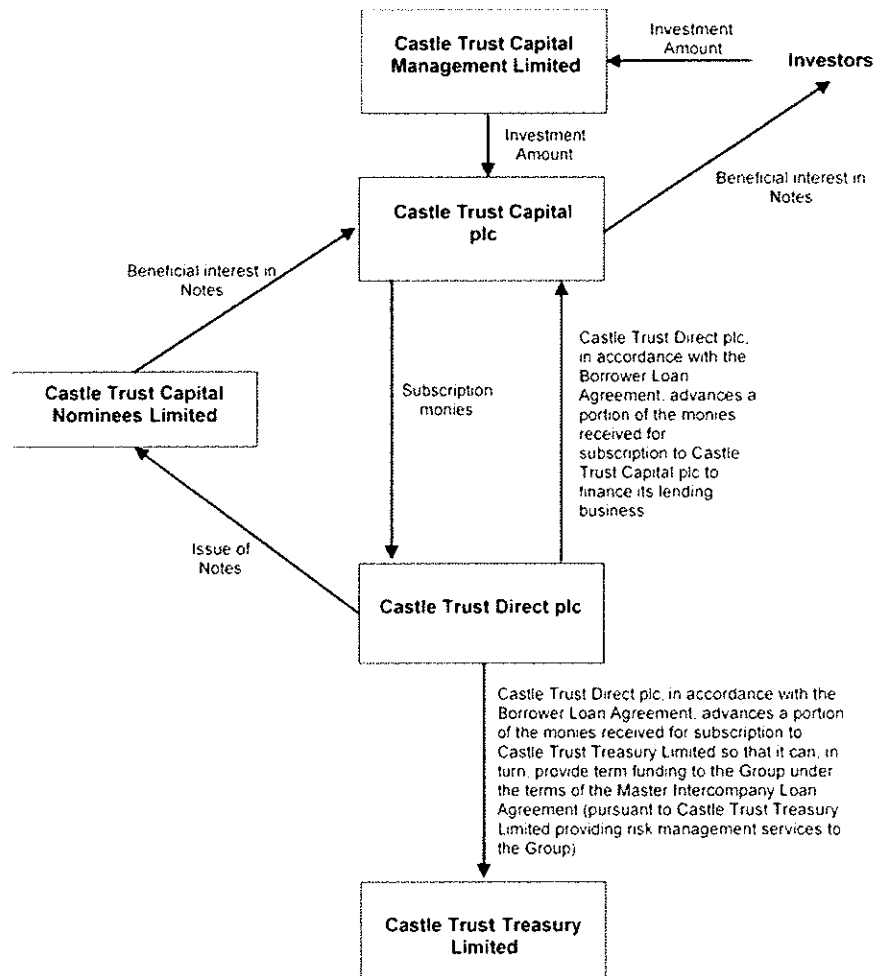 Castle Trust Capital
Management Limited
Investment
Amount
Investors
Investment
Amount
Castle Trust Capital
plc
Beneficial interest in
Notes
Beneficial interest in
Notes
Castle Trust Capital
Nominees Limited
Subscription
monies
Castle Trust Direct plc,
in accordance with the
Borrower Loan
Agreement, advances a
portion of the monies
received for
subscription to Castle
Trust Capital plc to
finance its lending
business
Issue of
Notes
Castle Trust Direct plc
Castle Trust Direct plc, in accordance with the
Borrower Loan Agreement, advances a portion
of the monies received for subscription to
Castle Trust Treasury Limited so that it can, in
turn, provide term funding to the Group under
the terms of the Master Intercompany Loan
Agreement (pursuant to Castle Trust Treasury
Limited providing risk management services to
the Group)
Castle Trust Treasury
Limited